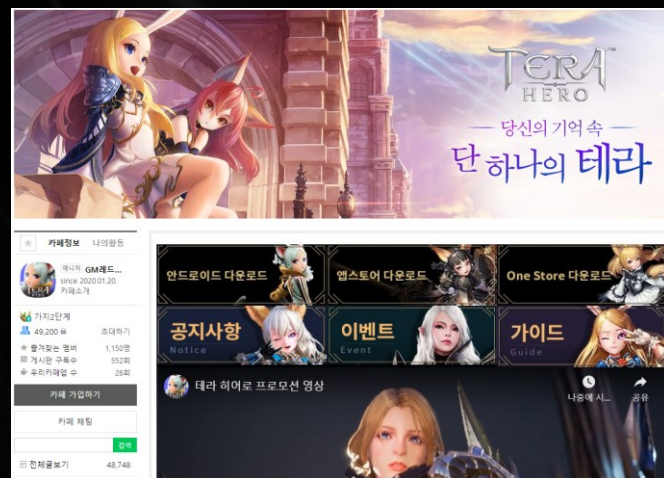 TERA™
HERO
당신의 기억 속
단 하나의 테라
카페정보 나의활동
매니저 GM레드...
since 2020.01.20.
카페소개
가지2단계
49,200 초대하기
즐겨찾는 멤버 1,150명
게시판 구독수 552회
우리카페앱 수 26회
카페 가입하기
카페 채팅
검색
전체글보기 48,748
안드로이드 다운로드
앱스토어 다운로드
One Store 다운로드
공지사항
Notice
이벤트
Event
가이드
Guide
테라 히어로 프로모션 영상
나중에 시...
공유